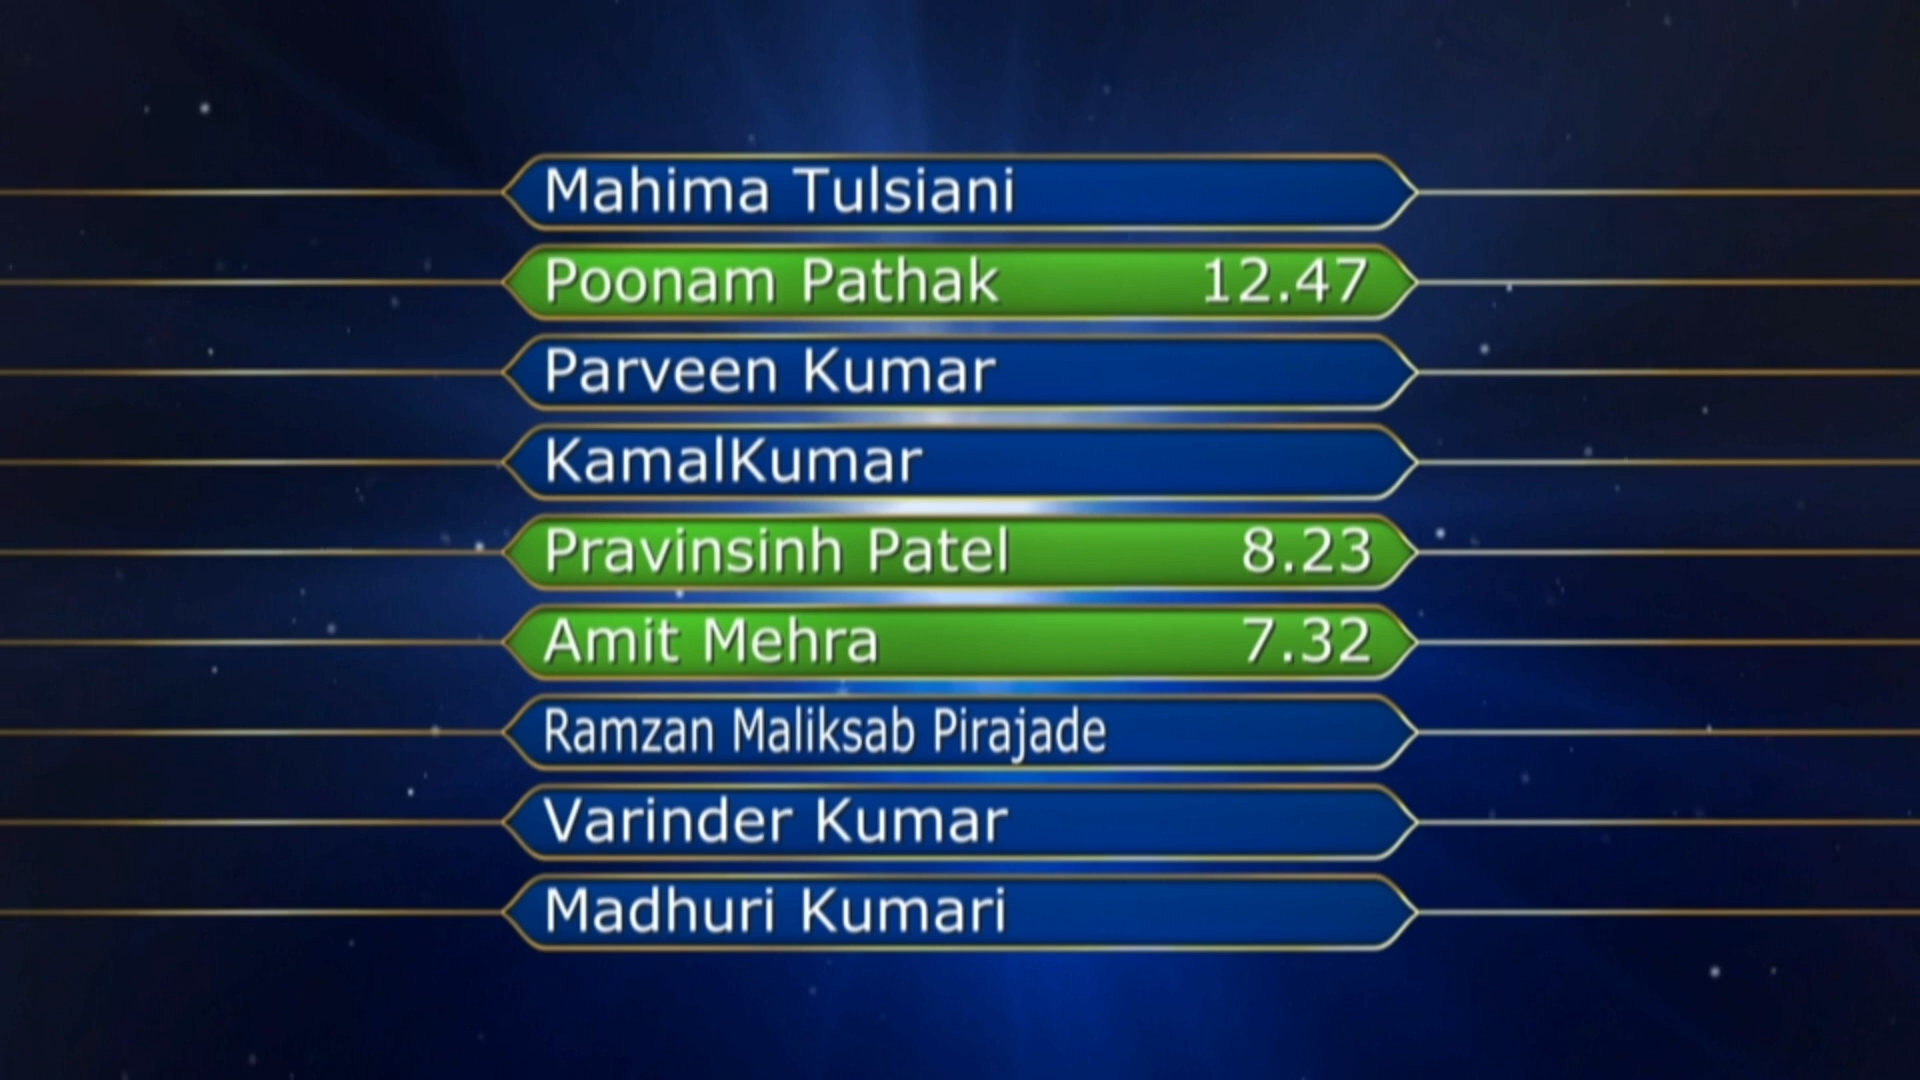 Mahima Tulsiani
Poonam Pathak 12.47
Parveen Kumar
KamalKumar
Pravinsinh Patel 8.23
Amit Mehra 7.32
Ramzan Maliksab Pirajade
Varinder Kumar
Madhuri Kumari